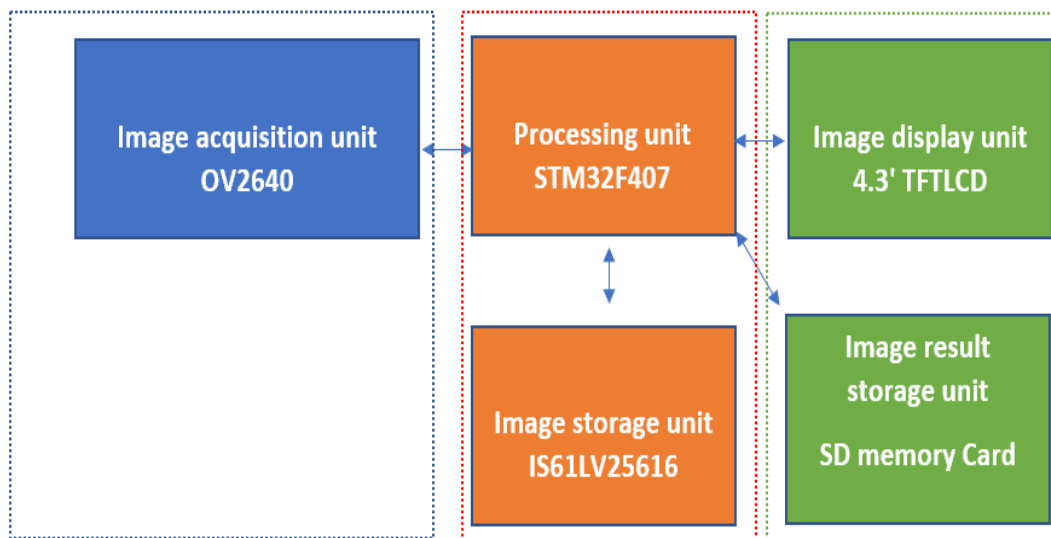 Image acquisition unit
OV2640
Processing unit
STM32F407
Image display unit
4.3' TFTLCD
Image storage unit
IS61LV25616
Image result
storage unit
SD memory Card